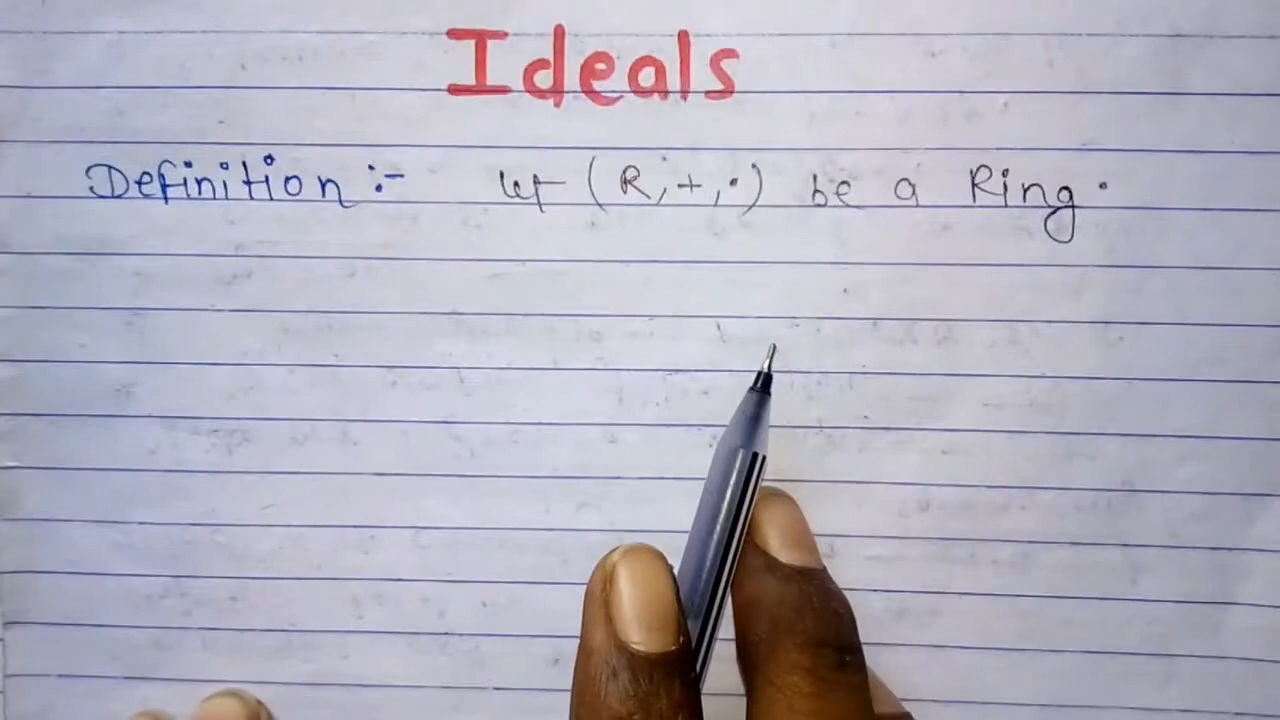 Ideals
Definition :- let (R, +, ·) be a Ring.